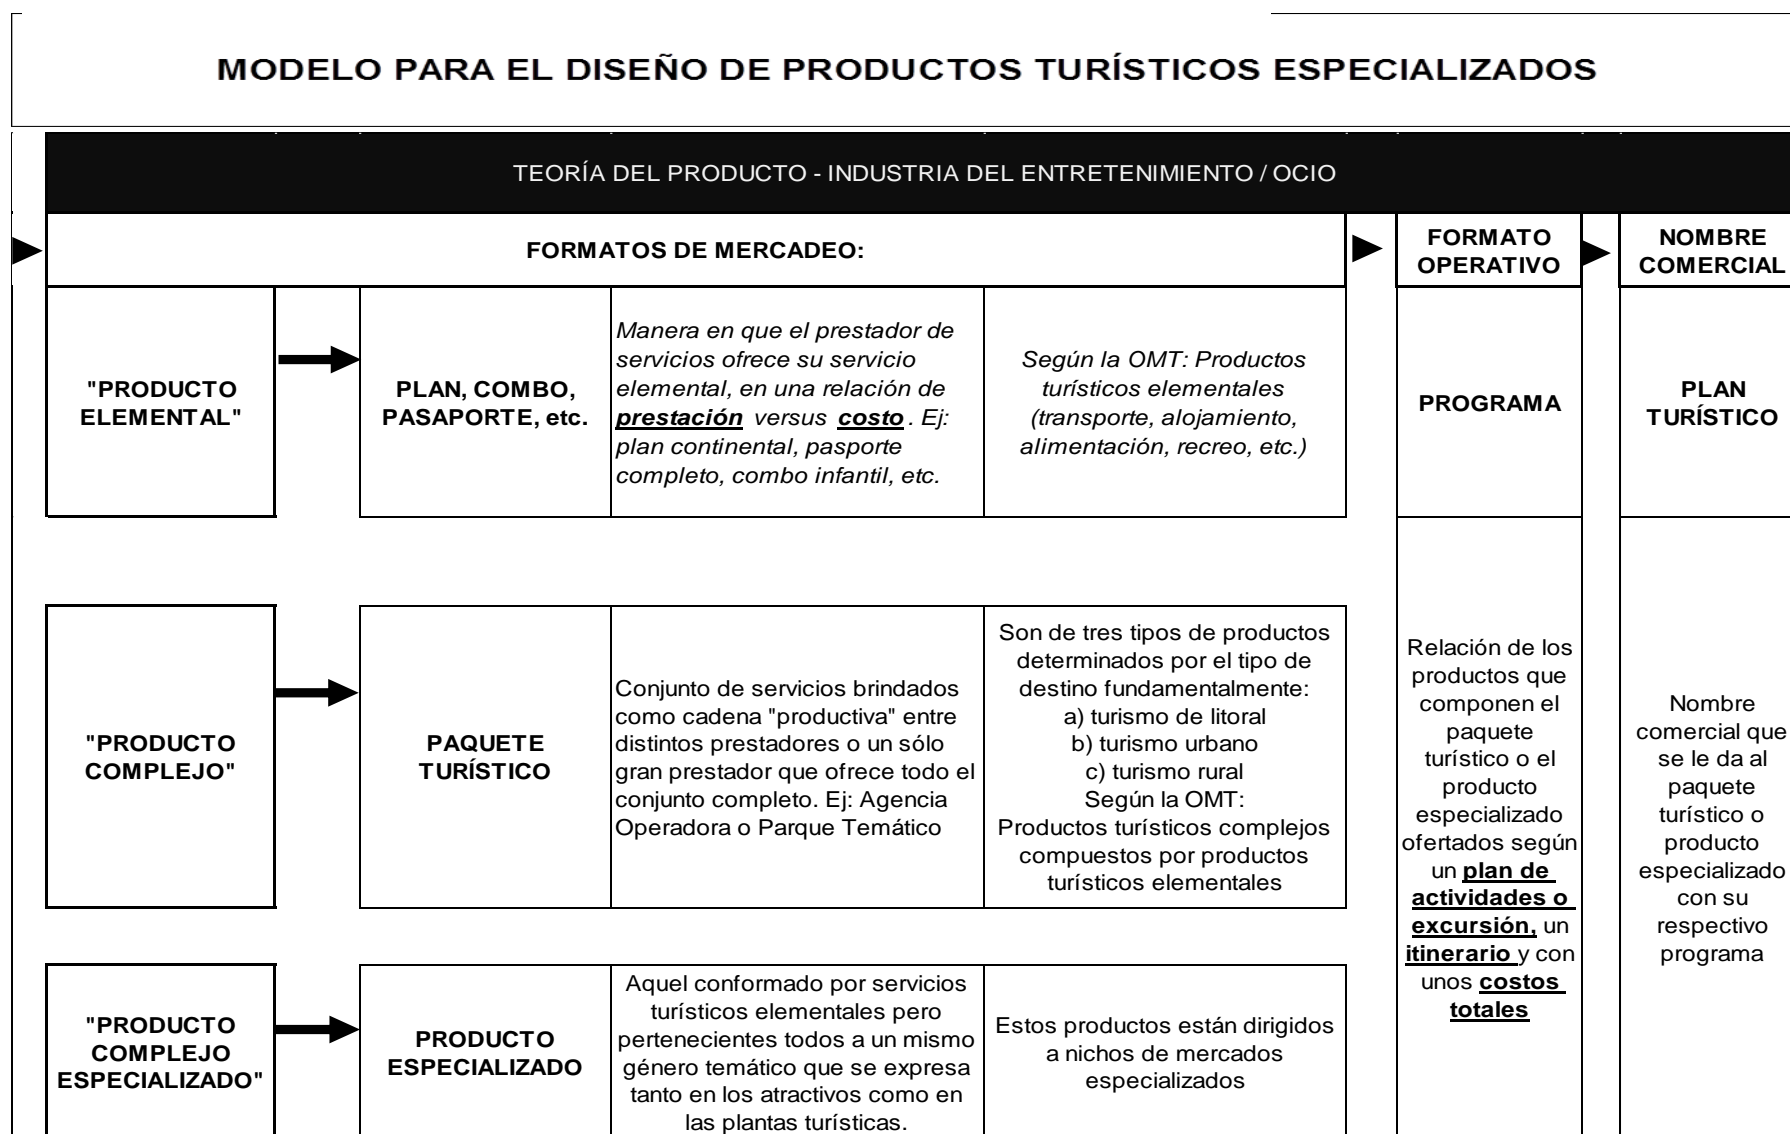 MODELO PARA EL DISEÑO DE PRODUCTOS TURÍSTICOS ESPECIALIZADOS
TEORÍA DEL PRODUCTO - INDUSTRIA DEL ENTRETENIMIENTO / OCIO
FORMATOS DE MERCADEO:
FORMATO
OPERATIVO
NOMBRE
COMERCIAL
"PRODUCTO
ELEMENTAL"
PLAN, COMBO,
PASAPORTE, etc.
Manera en que el prestador de
servicios ofrece su servicio
elemental, en una relación de
prestación versus costo. Ej:
plan continental, pasporte
completo, combo infantil, etc.
Según la OMT: Productos
turísticos elementales
(transporte, alojamiento,
alimentación, recreo, etc.)
PROGRAMA
PLAN
TURÍSTICO
"PRODUCTO
COMPLEJO"
PAQUETE
TURÍSTICO
Conjunto de servicios brindados
como cadena "productiva" entre
distintos prestadores o un sólo
gran prestador que ofrece todo el
conjunto completo. Ej: Agencia
Operadora o Parque Temático
Son de tres tipos de productos
determinados por el tipo de
destino fundamentalmente:
a) turismo de litoral
b) turismo urbano
c) turismo rural
Según la OMT:
Productos turísticos complejos
compuestos por productos
turísticos elementales
Relación de los
productos que
componen el
paquete
turístico o el
producto
especializado
ofertados según
un plan de
actividades o
excursión, un
itinerario y con
unos costos
totales
Nombre
comercial que
se le da al
paquete
turístico o
producto
especializado
con su
respectivo
programa
"PRODUCTO
COMPLEJO
ESPECIALIZADO"
PRODUCTO
ESPECIALIZADO
Aquel conformado por servicios
turísticos elementales pero
pertenecientes todos a un mismo
género temático que se expresa
tanto en los atractivos como en
las plantas turísticas.
Estos productos están dirigidos
a nichos de mercados
especializados